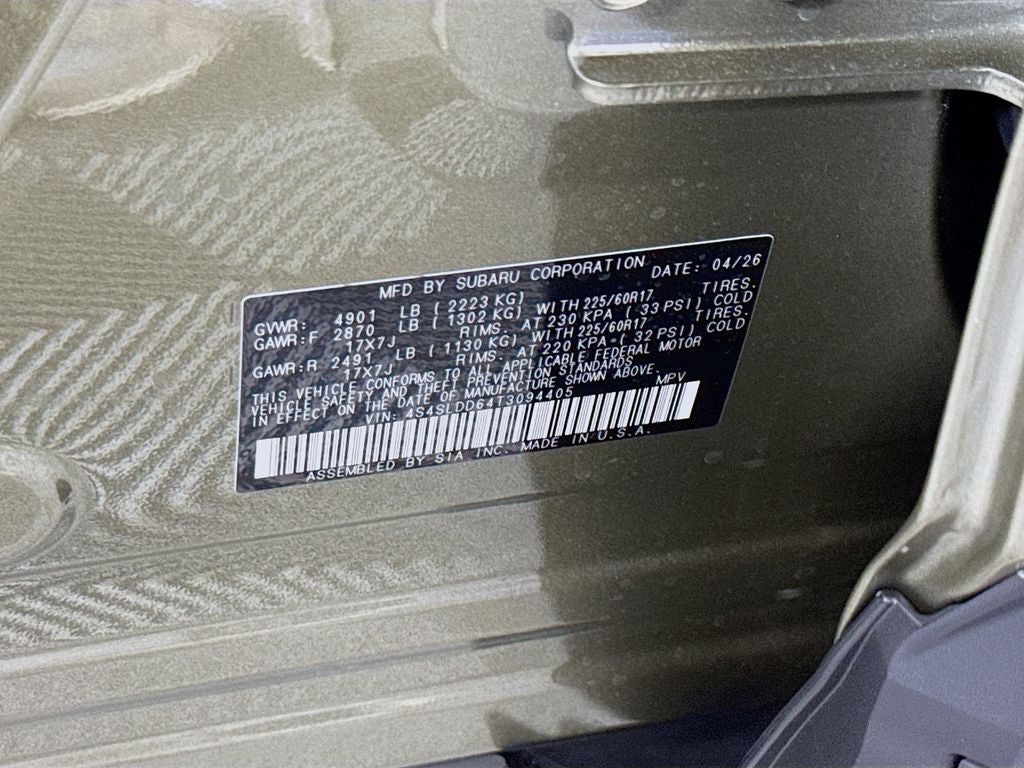 MFD BY SUBARU CORPORATION DATE: 04/26
GVWR: 4901 LB (2223 KG)
GAWR:F 2870 LB (1302 KG) WITH 225/60R17 TIRES.
17X7J RIMS. AT 230 KPA (33 PSI) COLD
GAWR:R 2491 LB (1130 KG) WITH 225/60R17 TIRES.
17X7J RIMS. AT 220 KPA (32 PSI) COLD
THIS VEHICLE CONFORMS TO ALL APPLICABLE FEDERAL MOTOR
VEHICLE SAFETY AND THEFT PREVENTION STANDARDS
IN EFFECT ON THE DATE OF MANUFACTURE SHOWN ABOVE.
VIN: 4S4SLDD64T3094405 MPV
ASSEMBLED BY SIA INC. MADE IN U.S.A.